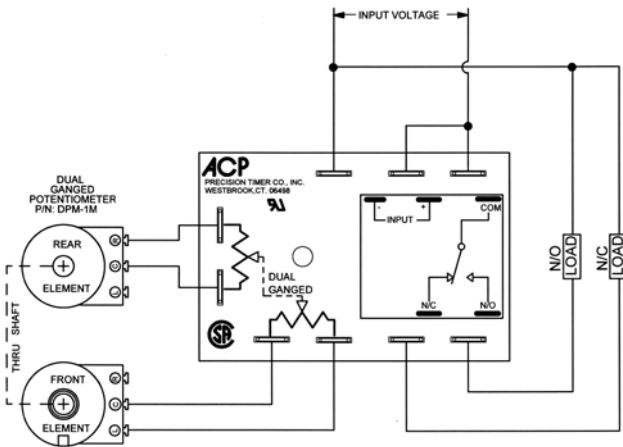 INPUT VOLTAGE
ACP
PRECISION TIMER CO., INC.
WESTBROOK, CT. 06498
DUAL
GANGED
POTENTIOMETER
P/N: DPM-1M
REAR
ELEMENT
R
C
L
THRU SHAFT
FRONT
ELEMENT
R
C
L
DUAL
GANGED
- INPUT +
COM
N/C
N/O
N/O LOAD
N/C LOAD